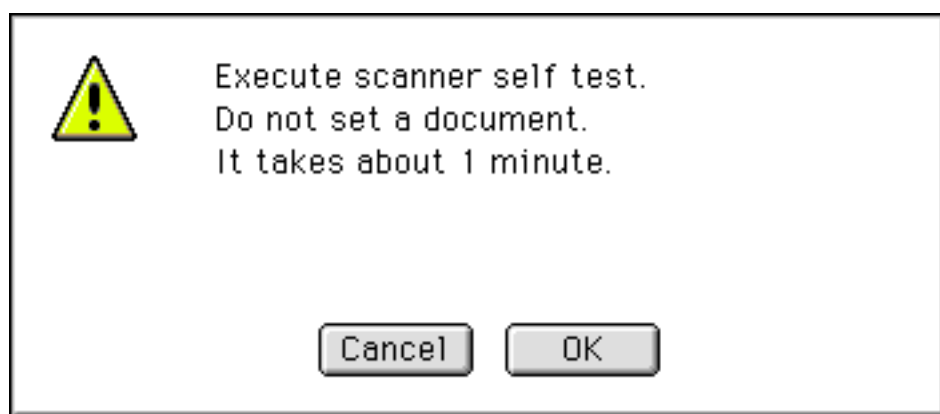 Execute scanner self test.
Do not set a document.
It takes about 1 minute.
Cancel OK